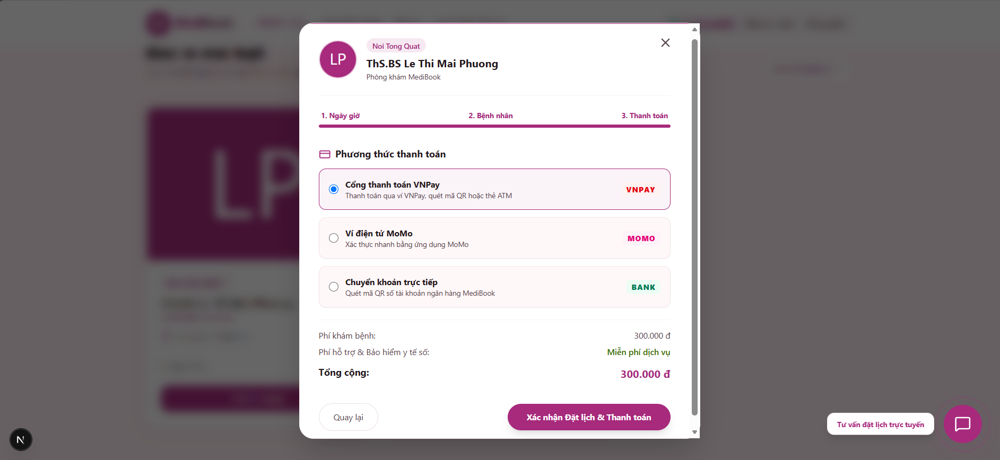 LP
Noi Tong Quat
ThS.BS Le Thi Mai Phuong
Phòng khám MediBook
1. Ngày giờ
2. Bệnh nhân
3. Thanh toán
Phương thức thanh toán
Cổng thanh toán VNPay
Thanh toán qua ví VNPay, quét mã QR hoặc thẻ ATM
VNPAY
Ví điện tử MoMo
Xác thực nhanh bằng ứng dụng MoMo
MOMO
Chuyển khoản trực tiếp
Quét mã QR số tài khoản ngân hàng MediBook
BANK
Phí khám bệnh:
300.000 đ
Phí hỗ trợ & Bảo hiểm y tế số:
Miễn phí dịch vụ
Tổng cộng:
300.000 đ
Quay lại
Xác nhận Đặt lịch & Thanh toán
Tư vấn đặt lịch trực tuyến
N
LP